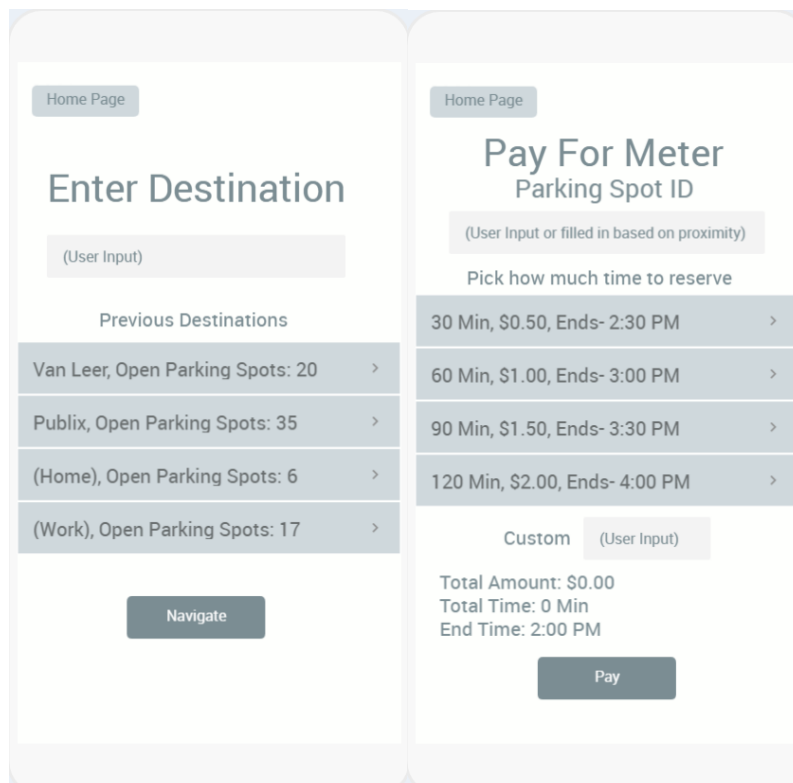 Home Page
Enter Destination
(User Input)
Previous Destinations
Van Leer, Open Parking Spots: 20
Publix, Open Parking Spots: 35
(Home), Open Parking Spots: 6
(Work), Open Parking Spots: 17
Navigate
Home Page
Pay For Meter
Parking Spot ID
(User Input or filled in based on proximity)
Pick how much time to reserve
30 Min, $0.50, Ends- 2:30 PM
60 Min, $1.00, Ends- 3:00 PM
90 Min, $1.50, Ends- 3:30 PM
120 Min, $2.00, Ends- 4:00 PM
Custom (User Input)
Total Amount: $0.00
Total Time: 0 Min
End Time: 2:00 PM
Pay